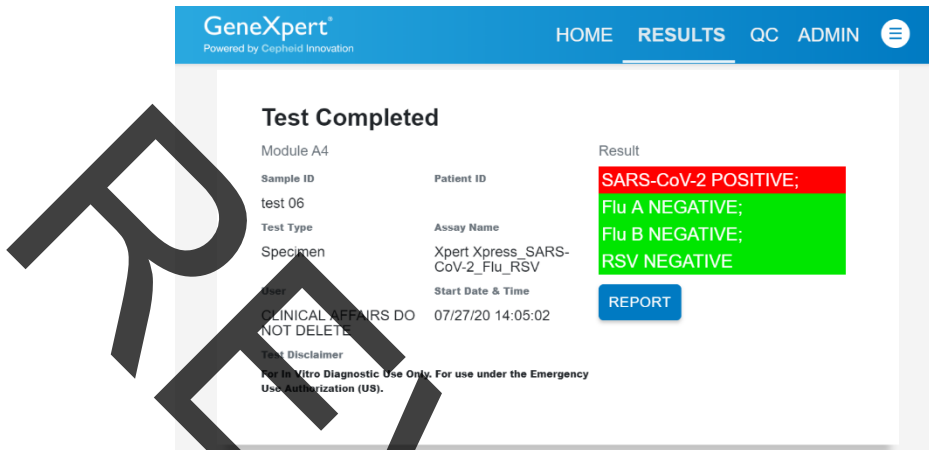 GeneXpert®
Powered by Cepheid Innovation
HOME RESULTS QC ADMIN
Test Completed
Module A4
Sample ID
test 06
Patient ID
Test Type
Specimen
Assay Name
Xpert Xpress_SARS-
CoV-2_Flu_RSV
User
CLINICAL AFFAIRS DO
NOT DELETE
Start Date & Time
07/27/20 14:05:02
Test Disclaimer
For In Vitro Diagnostic Use Only. For use under the Emergency
Use Authorization (US).
Result
SARS-CoV-2 POSITIVE;
Flu A NEGATIVE;
Flu B NEGATIVE;
RSV NEGATIVE
REPORT